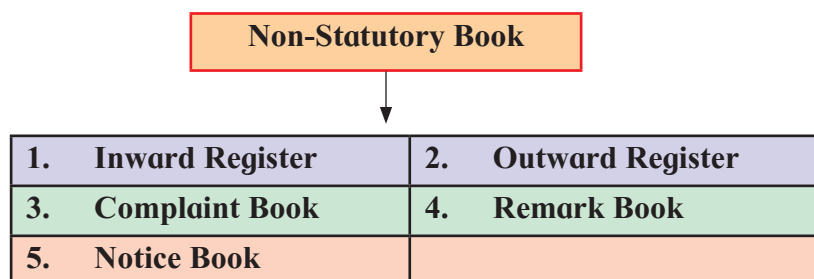 Non-Statutory Book
1. Inward Register 2. Outward Register
3. Complaint Book 4. Remark Book
5. Notice Book